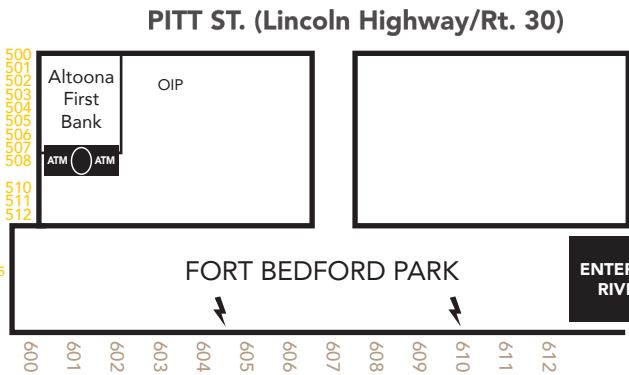 PITT ST. (Lincoln Highway/Rt. 30)
500
501
502
503
504
505
506
507
508
510
511
512
Altoona
First
Bank
OIP
ATM ATM
FORT BEDFORD PARK
600 601 602 603 604 605 606 607 608 609 610 611 612